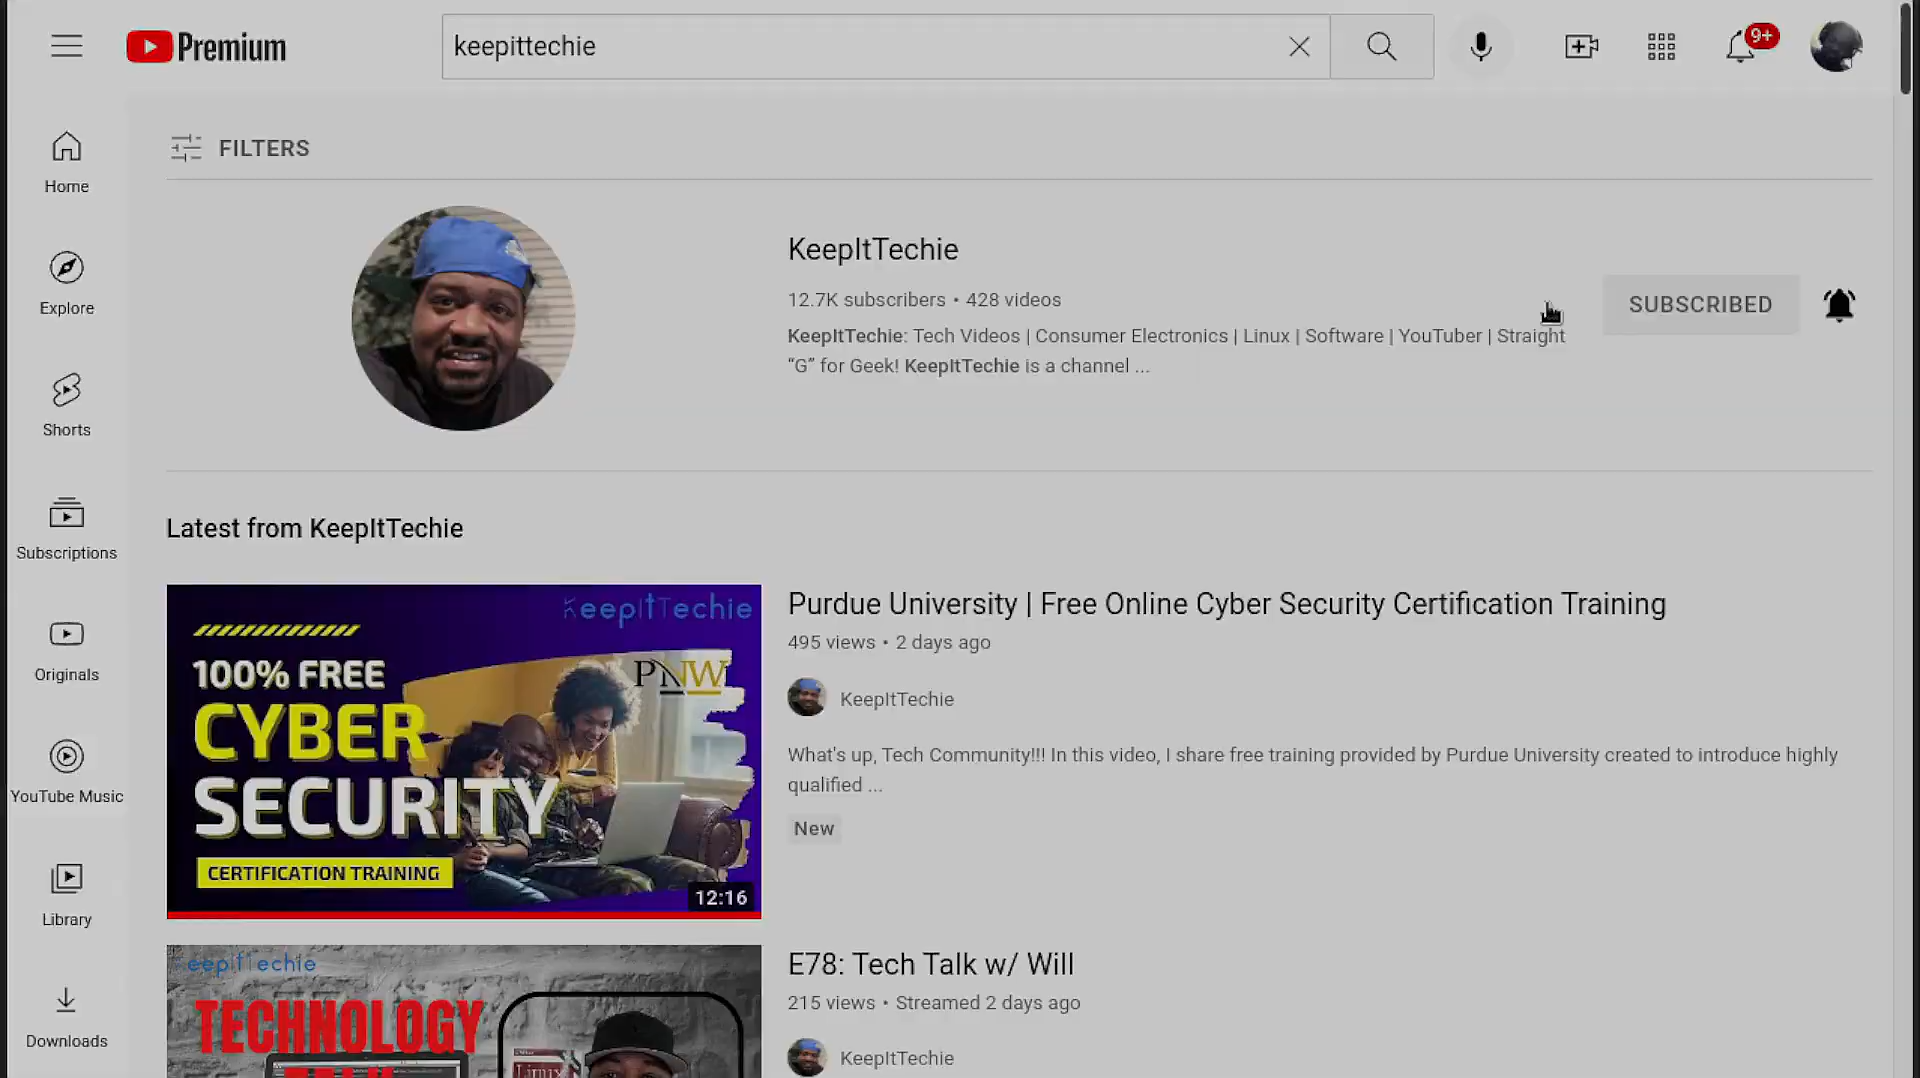 Premium
keepittechie
9+
FILTERS
Home
Explore
Shorts
Subscriptions
Originals
YouTube Music
Library
Downloads
KeepItTechie
12.7K subscribers • 428 videos
KeepItTechie: Tech Videos | Consumer Electronics | Linux | Software | YouTuber | Straight
“G” for Geek! KeepItTechie is a channel ...
SUBSCRIBED
Latest from KeepItTechie
KeepItTechie
100% FREE
PNW
CYBER
SECURITY
CERTIFICATION TRAINING
12:16
Purdue University | Free Online Cyber Security Certification Training
495 views • 2 days ago
KeepItTechie
What's up, Tech Community!!! In this video, I share free training provided by Purdue University created to introduce highly
qualified ...
New
eepItTechie
TECHNOLOGY
Linux
E78: Tech Talk w/ Will
215 views • Streamed 2 days ago
KeepItTechie